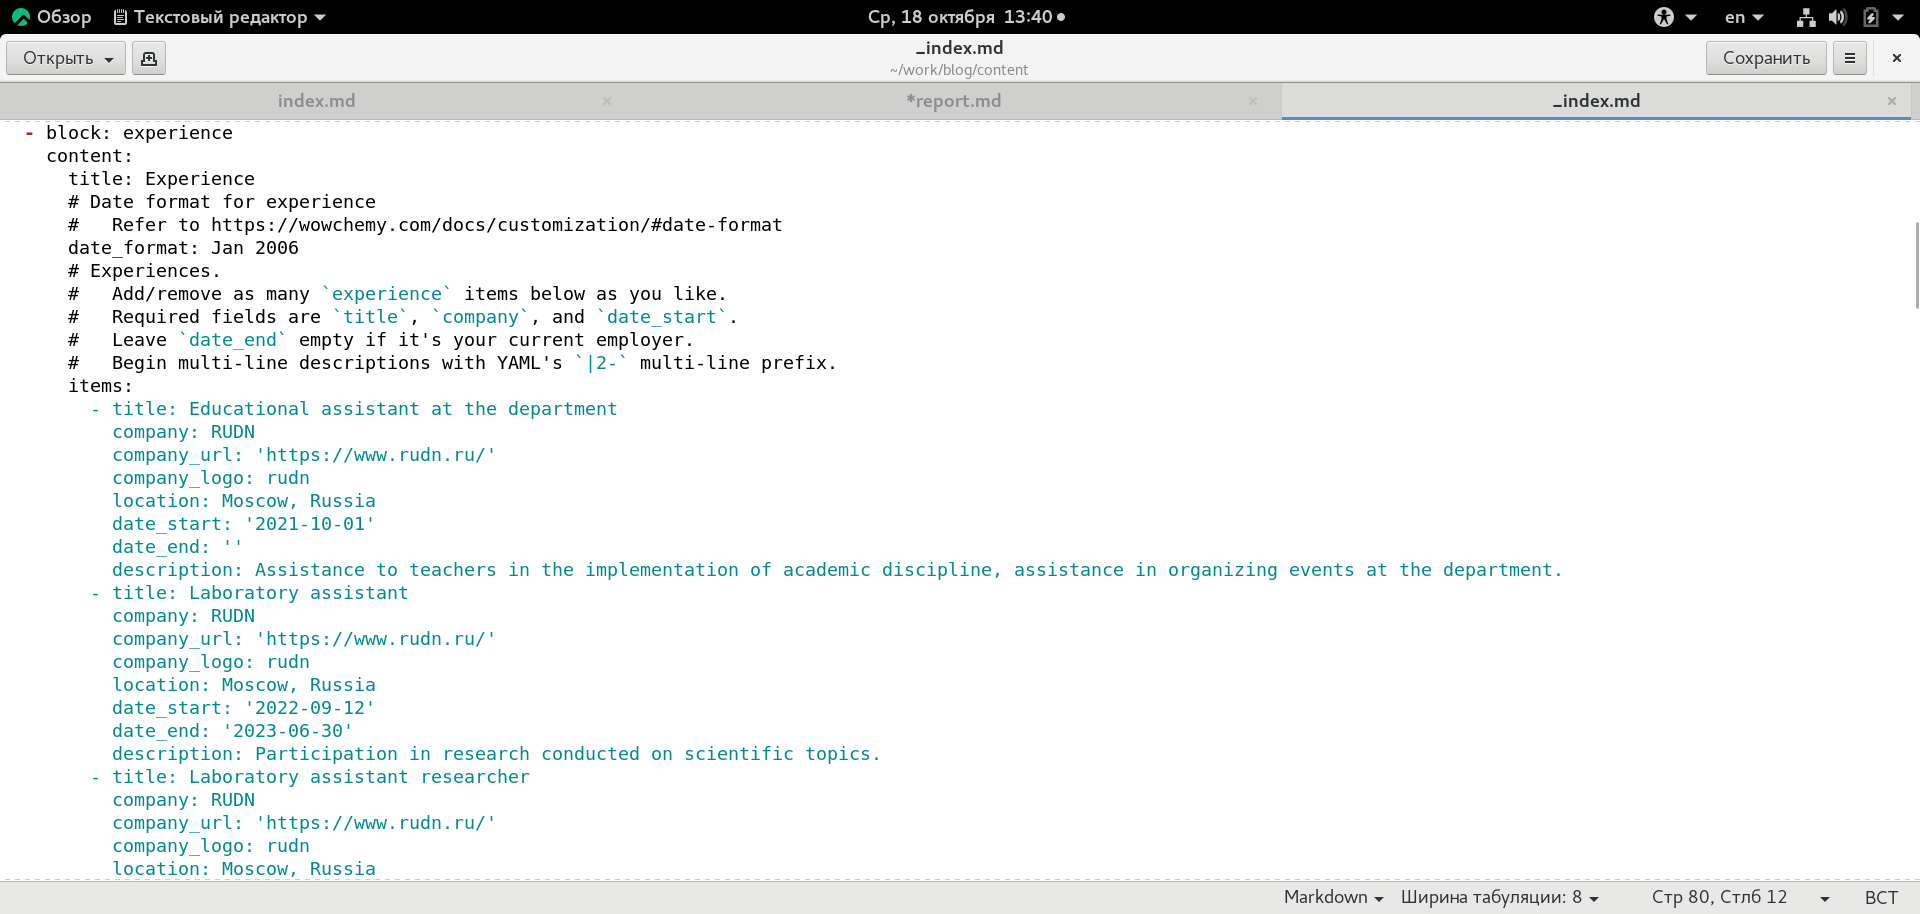 Обзор Текстовый редактор Ср, 18 октября 13:40 en
Открыть _index.md Сохранить
~/work/blog/content
index.md *report.md _index.md
- block: experience
content:
title: Experience
# Date format for experience
#   Refer to https://wowchemy.com/docs/customization/#date-format
date_format: Jan 2006
# Experiences.
#   Add/remove as many `experience` items below as you like.
#   Required fields are `title`, `company`, and `date_start`.
#   Leave `date_end` empty if it's your current employer.
#   Begin multi-line descriptions with YAML's `|2-` multi-line prefix.
items:
- title: Educational assistant at the department
company: RUDN
company_url: 'https://www.rudn.ru/'
company_logo: rudn
location: Moscow, Russia
date_start: '2021-10-01'
date_end: ''
description: Assistance to teachers in the implementation of academic discipline, assistance in organizing events at the department.
- title: Laboratory assistant
company: RUDN
company_url: 'https://www.rudn.ru/'
company_logo: rudn
location: Moscow, Russia
date_start: '2022-09-12'
date_end: '2023-06-30'
description: Participation in research conducted on scientific topics.
- title: Laboratory assistant researcher
company: RUDN
company_url: 'https://www.rudn.ru/'
company_logo: rudn
location: Moscow, Russia
Markdown Ширина табуляции: 8 Стр 80, Стлб 12 ВСТ